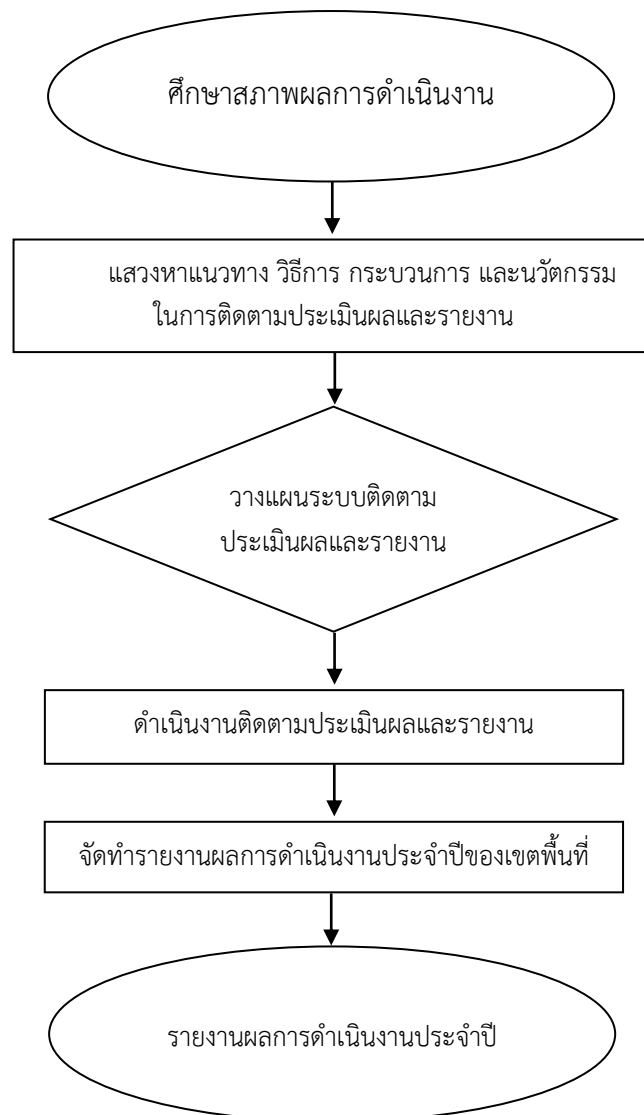 ศึกษาสภาพผลการดำเนินงาน
แสวงหาแนวทาง วิธีการ กระบวนการ และนวัตกรรม
ในการติดตามประเมินผลและรายงาน
วางแผนระบบติดตาม
ประเมินผลและรายงาน
ดำเนินงานติดตามประเมินผลและรายงาน
จัดทำรายงานผลการดำเนินงานประจำปีของเขตพื้นที่
รายงานผลการดำเนินงานประจำปี